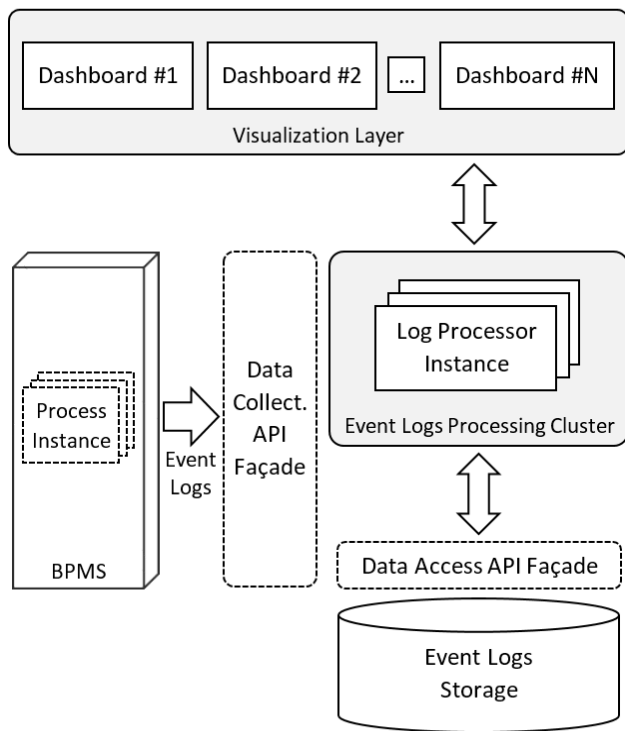 Dashboard #1
Dashboard #2
...
Dashboard #N
Visualization Layer
Process
Instance
BPMS
Event
Logs
Data
Collect.
API
Façade
Log Processor
Instance
Event Logs Processing Cluster
Data Access API Façade
Event Logs
Storage